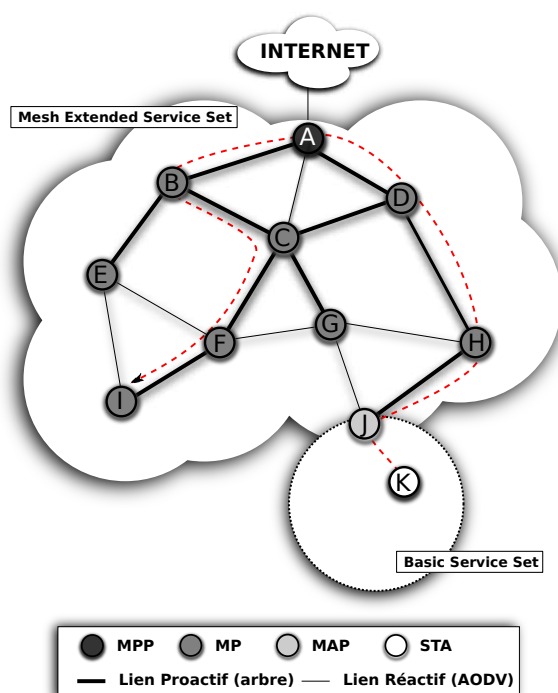 INTERNET
Mesh Extended Service Set
A
B
D
C
E
G
F
H
I
J
K
Basic Service Set
MPP MP MAP STA
Lien Proactif (arbre) Lien Réactif (AODV)